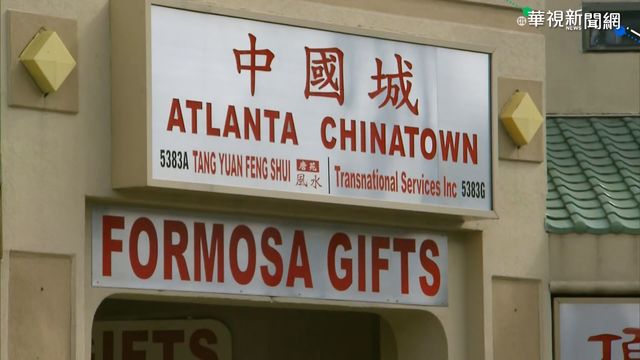 華視新聞網
中國城
ATLANTA CHINATOWN
5383A TANG YUAN FENG SHUI 唐苑 風水 Transnational Services Inc 5383G
FORMOSA GIFTS
GIFTS
頂